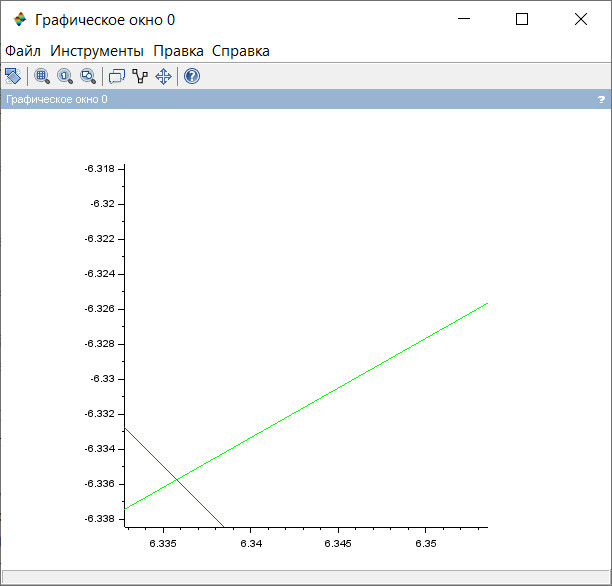 Графическое окно 0
Файл Инструменты Правка Справка
Графическое окно 0 ?
-6.318
-6.32
-6.322
-6.324
-6.326
-6.328
-6.33
-6.332
-6.334
-6.336
-6.338
6.335 6.34 6.345 6.35